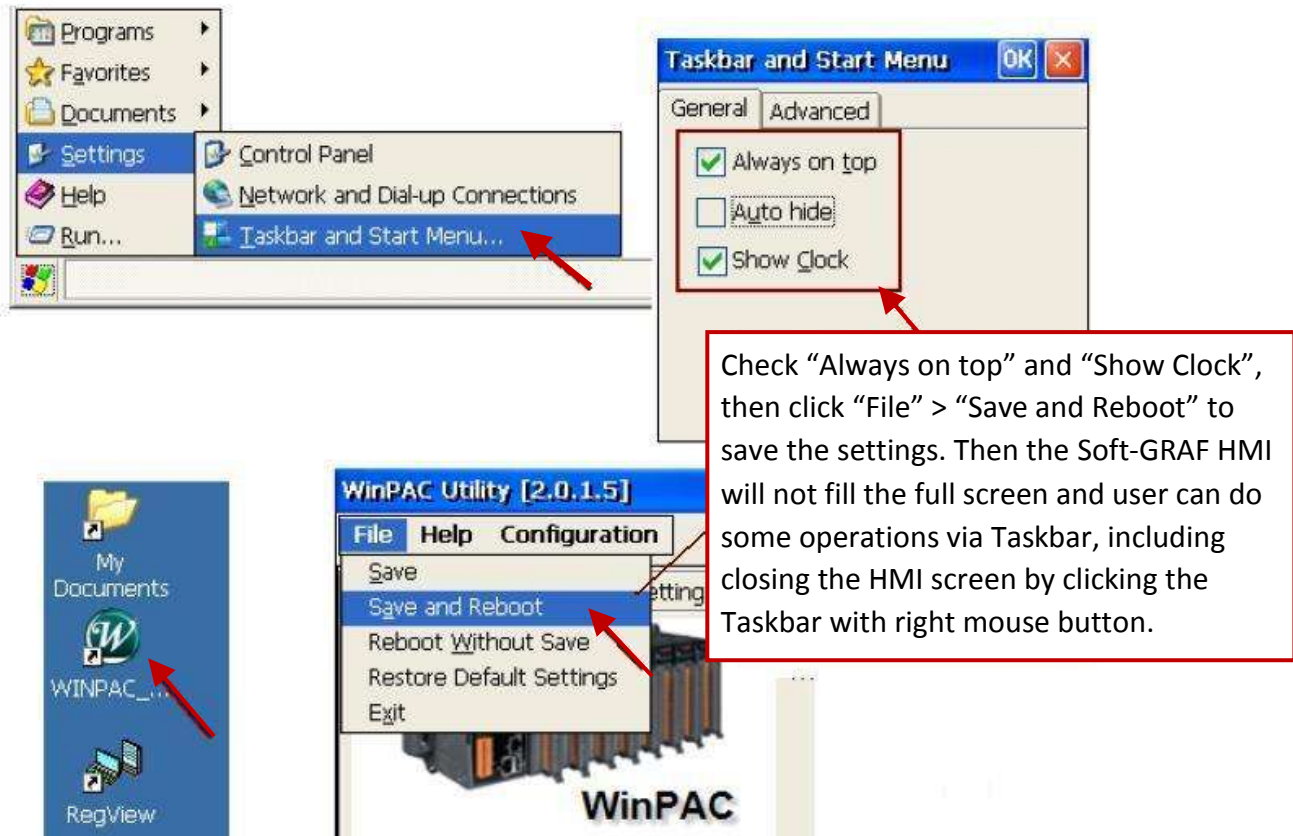 Programs
Favorites
Documents
Settings
Help
Run...
Control Panel
Network and Dial-up Connections
Taskbar and Start Menu...
Taskbar and Start Menu OK
General Advanced
Always on top
Auto hide
Show Clock
Check “Always on top” and “Show Clock”,
then click “File” > “Save and Reboot” to
save the settings. Then the Soft-GRAF HMI
will not fill the full screen and user can do
some operations via Taskbar, including
closing the HMI screen by clicking the
Taskbar with right mouse button.
My
Documents
WINPAC_...
RegView
WinPAC Utility [2.0.1.5]
File Help Configuration
Save
Save and Reboot
Reboot Without Save
Restore Default Settings
Exit
etting
...
WinPAC